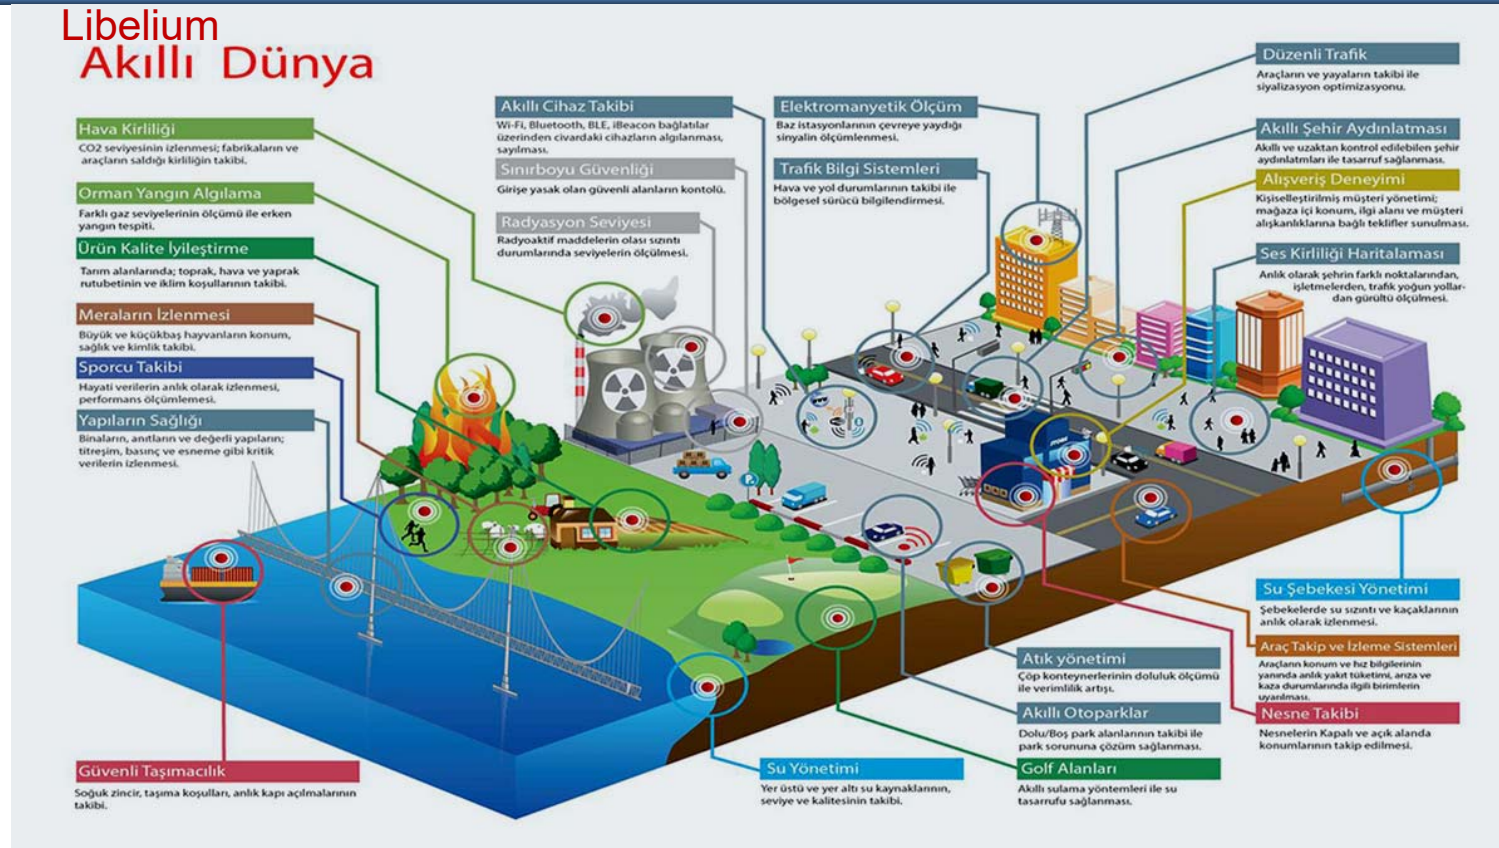 Libelium
Akıllı Dünya
Hava Kirliliği
CO2 seviyesinin izlenmesi; fabrikaların ve
araçların saldığı kirliliğin takibi.
Orman Yangın Algılama
Farklı gaz seviyelerinin ölçümü ile erken
yangın tespiti.
Ürün Kalite İyileştirme
Tarım alanlarında; toprak, hava ve yaprak
rutubetinin ve iklim koşullarının takibi.
Meraların İzlenmesi
Büyük ve küçükbaş hayvanların konum,
sağlık ve kimlik takibi.
Sporcu Takibi
Hayati verilerin anlık olarak izlenmesi,
performans ölçümlemesi.
Yapıların Sağlığı
Binaların, anıtların ve değerli yapıların;
titreşim, basınç ve esneme gibi kritik
verilerin izlenmesi.
Güvenli Taşımacılık
Soğuk zincir, taşıma koşulları, anlık kapı açılmalarının
takibi.
Akıllı Cihaz Takibi
Wi-Fi, Bluetooth, BLE, iBeacon bağlatılar
üzerinden civardaki cihazların algılanması,
sayılması.
Sınırboyu Güvenliği
Girişe yasak olan güvenli alanların kontolü.
Radyasyon Seviyesi
Radyoaktif maddelerin olası sızıntı
durumlarında seviyelerin ölçülmesi.
Elektromanyetik Ölçüm
Baz istasyonlarının çevreye yaydığı
sinyalin ölçümlenmesi.
Trafik Bilgi Sistemleri
Hava ve yol durumlarının takibi ile
bölgesel sürücü bilgilendirmesi.
Düzenli Trafik
Araçların ve yayaların takibi ile
siyalizasyon optimizasyonu.
Akıllı Şehir Aydınlatması
Akıllı ve uzaktan kontrol edilebilen şehir
aydınlatmları ile tasarruf sağlanması.
Alışveriş Deneyimi
Kişiselleştirilmiş müşteri yönetimi;
mağaza içi konum, ilgi alanı ve müşteri
alışkanlıklarına bağlı teklifler sunulması.
Ses Kirliliği Haritalaması
Anlık olarak şehrin farklı noktalarından,
işletmelerden, trafik yoğun yollar-
dan gürültü ölçülmesi.
STORE
P
Su Şebekesi Yönetimi
Şebekelerde su sızıntı ve kaçaklarının
anlık olarak izlenmesi.
Araç Takip ve İzleme Sistemleri
Araçların konum ve hız bilgilerinin
yanında anlık yakıt tüketimi, arıza ve
kaza durumlarında ilgili birimlerin
uyarılması.
Nesne Takibi
Nesnelerin Kapalı ve açık alanda
konumlarının takip edilmesi.
Atık yönetimi
Çöp konteynerlerinin doluluk ölçümü
ile verimlilik artışı.
Akıllı Otoparklar
Dolu/Boş park alanlarının takibi ile
park sorununa çözüm sağlanması.
Golf Alanları
Akıllı sulama yöntemleri ile su
tasarrufu sağlanması.
Su Yönetimi
Yer üstü ve yer altı su kaynaklarının,
seviye ve kalitesinin takibi.